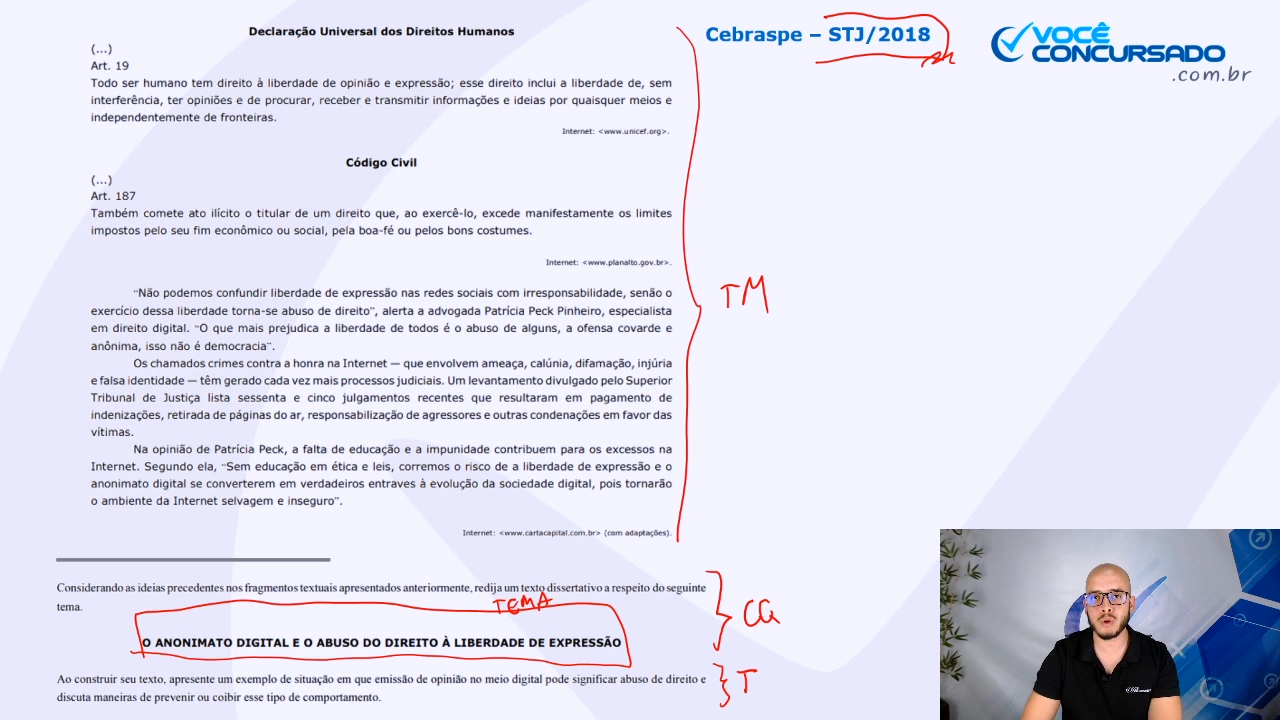 Declaração Universal dos Direitos Humanos
(...)
Art. 19
Todo ser humano tem direito à liberdade de opinião e expressão; esse direito inclui a liberdade de, sem
interferência, ter opiniões e de procurar, receber e transmitir informações e ideias por quaisquer meios e
independentemente de fronteiras.
Internet: <www.unicef.org>.
Código Civil
(...)
Art. 187
Também comete ato ilícito o titular de um direito que, ao exercê-lo, excede manifestamente os limites
impostos pelo seu fim econômico ou social, pela boa-fé ou pelos bons costumes.
Internet: <www.planalto.gov.br>.
“Não podemos confundir liberdade de expressão nas redes sociais com irresponsabilidade, senão o
exercício dessa liberdade torna-se abuso de direito”, alerta a advogada Patrícia Peck Pinheiro, especialista
em direito digital. “O que mais prejudica a liberdade de todos é o abuso de alguns, a ofensa covarde e
anônima, isso não é democracia”.
Os chamados crimes contra a honra na Internet — que envolvem ameaça, calúnia, difamação, injúria
e falsa identidade — têm gerado cada vez mais processos judiciais. Um levantamento divulgado pelo Superior
Tribunal de Justiça lista sessenta e cinco julgamentos recentes que resultaram em pagamento de
indenizações, retirada de páginas do ar, responsabilização de agressores e outras condenações em favor das
vítimas.
Na opinião de Patrícia Peck, a falta de educação e a impunidade contribuem para os excessos na
Internet. Segundo ela, “Sem educação em ética e leis, corremos o risco de a liberdade de expressão e o
anonimato digital se converterem em verdadeiros entraves à evolução da sociedade digital, pois tornarão
o ambiente da Internet selvagem e inseguro”.
Internet: <www.cartacapital.com.br> (com adaptações).
Considerando as ideias precedentes nos fragmentos textuais apresentados anteriormente, redija um texto dissertativo a respeito do seguinte
tema.
TEMA
O ANONIMATO DIGITAL E O ABUSO DO DIREITO À LIBERDADE DE EXPRESSÃO
Ao construir seu texto, apresente um exemplo de situação em que emissão de opinião no meio digital pode significar abuso de direito e
discuta maneiras de prevenir ou coibir esse tipo de comportamento.
Cebraspe – STJ/2018
VOCÊ
CONCURSADO
.com.br
TM
CG
T